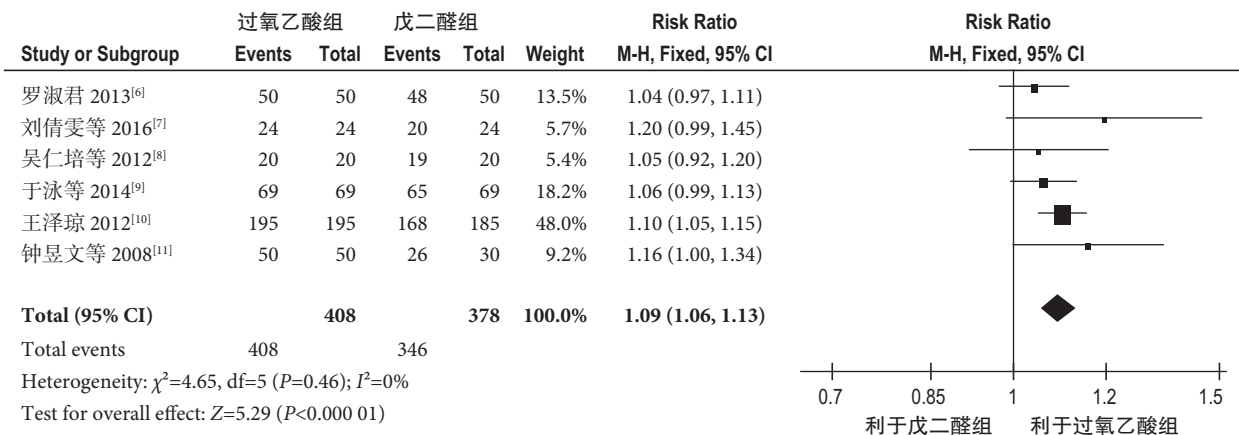 过氧乙酸组 戊二醛组 Risk Ratio Risk Ratio
Study or Subgroup Events Total Events Total Weight M-H, Fixed, 95% CI M-H, Fixed, 95% CI
罗淑君 2013[6] 50 50 48 50 13.5% 1.04 (0.97, 1.11)
刘倩雯等 2016[7] 24 24 20 24 5.7% 1.20 (0.99, 1.45)
吴仁培等 2012[8] 20 20 19 20 5.4% 1.05 (0.92, 1.20)
于泳等 2014[9] 69 69 65 69 18.2% 1.06 (0.99, 1.13)
王泽琼 2012[10] 195 195 168 185 48.0% 1.10 (1.05, 1.15)
钟昱文等 2008[11] 50 50 26 30 9.2% 1.16 (1.00, 1.34)
Total (95% CI) 408 378 100.0% 1.09 (1.06, 1.13)
Total events 408 346
Heterogeneity: χ²=4.65, df=5 (P=0.46); I²=0%
Test for overall effect: Z=5.29 (P<0.000 01)
0.7 0.85 1 1.2 1.5
利于戊二醛组 利于过氧乙酸组